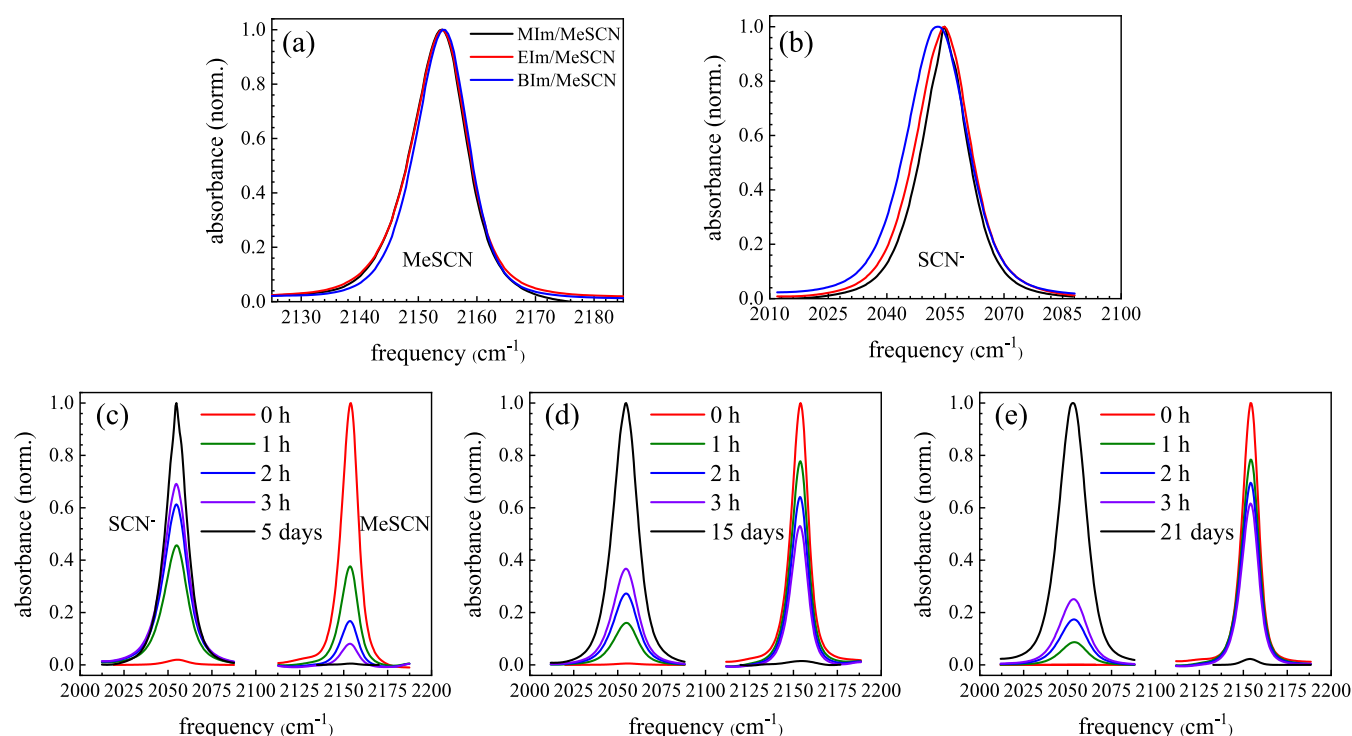 (a)
MIm/MeSCN
EIm/MeSCN
BIm/MeSCN
MeSCN
absorbance (norm.)
1.0
0.8
0.6
0.4
0.2
0.0
2130 2140 2150 2160 2170 2180
frequency (cm⁻¹)
(b)
SCN⁻
absorbance (norm.)
1.0
0.8
0.6
0.4
0.2
0.0
2010 2025 2040 2055 2070 2085 2100
frequency (cm⁻¹)
(c)
0 h
1 h
2 h
3 h
5 days
SCN⁻
MeSCN
absorbance (norm.)
1.0
0.8
0.6
0.4
0.2
0.0
2000 2025 2050 2075 2100 2125 2150 2175 2200
frequency (cm⁻¹)
(d)
0 h
1 h
2 h
3 h
15 days
absorbance (norm.)
1.0
0.8
0.6
0.4
0.2
0.0
2000 2025 2050 2075 2100 2125 2150 2175 2200
frequency (cm⁻¹)
(e)
0 h
1 h
2 h
3 h
21 days
absorbance (norm.)
1.0
0.8
0.6
0.4
0.2
0.0
2000 2025 2050 2075 2100 2125 2150 2175 2200
frequency (cm⁻¹)